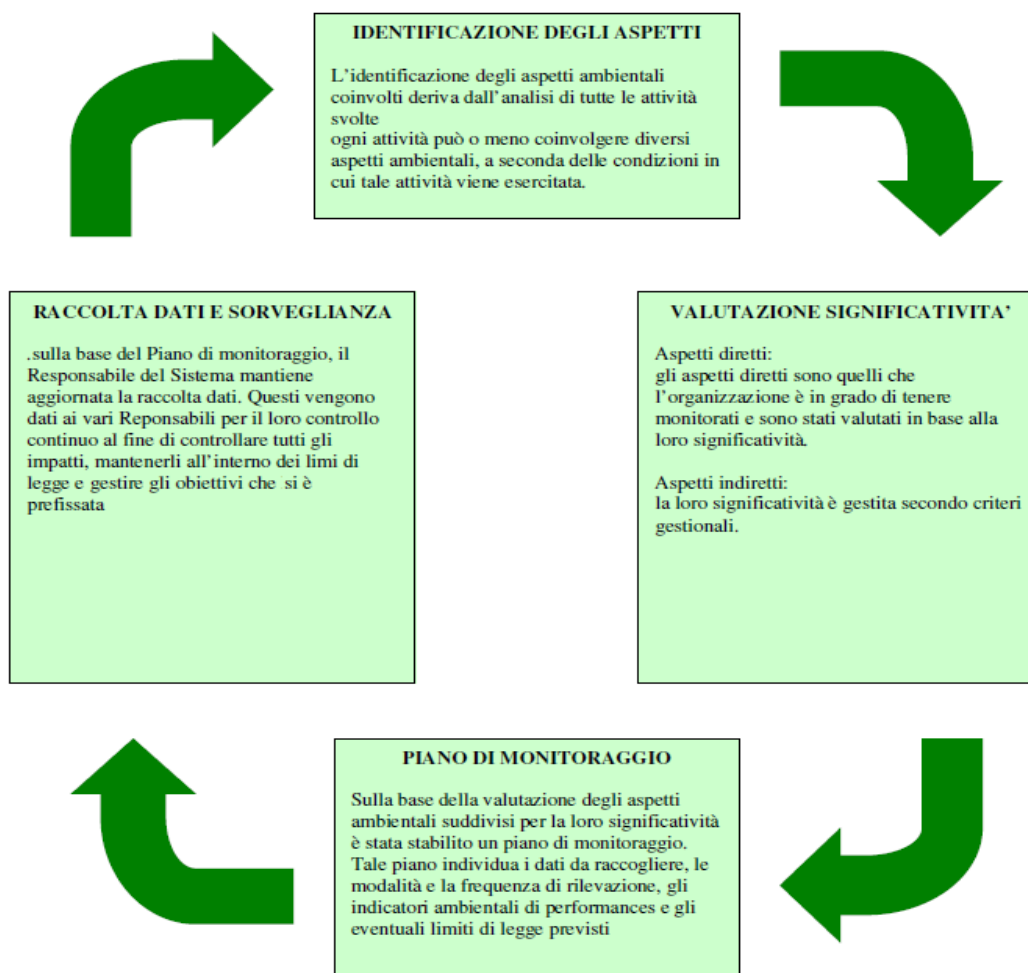 IDENTIFICAZIONE DEGLI ASPETTI
L'identificazione degli aspetti ambientali
coinvolti deriva dall'analisi di tutte le attività
svolte
ogni attività può o meno coinvolgere diversi
aspetti ambientali, a seconda delle condizioni in
cui tale attività viene esercitata.
VALUTAZIONE SIGNIFICATIVITA'
Aspetti diretti:
gli aspetti diretti sono quelli che
l'organizzazione è in grado di tenere
monitorati e sono stati valutati in base alla
loro significatività.
Aspetti indiretti:
la loro significatività è gestita secondo criteri
gestionali.
PIANO DI MONITORAGGIO
Sulla base della valutazione degli aspetti
ambientali suddivisi per la loro significatività
è stata stabilito un piano di monitoraggio.
Tale piano individua i dati da raccogliere, le
modalità e la frequenza di rilevazione, gli
indicatori ambientali di performances e gli
eventuali limiti di legge previsti
RACCOLTA DATI E SORVEGLIANZA
.sulla base del Piano di monitoraggio, il
Responsabile del Sistema mantiene
aggiornata la raccolta dati. Questi vengono
dati ai vari Reponsabili per il loro controllo
continuo al fine di controllare tutti gli
impatti, mantenerli all'interno dei limi di
legge e gestire gli obiettivi che si è
prefissata